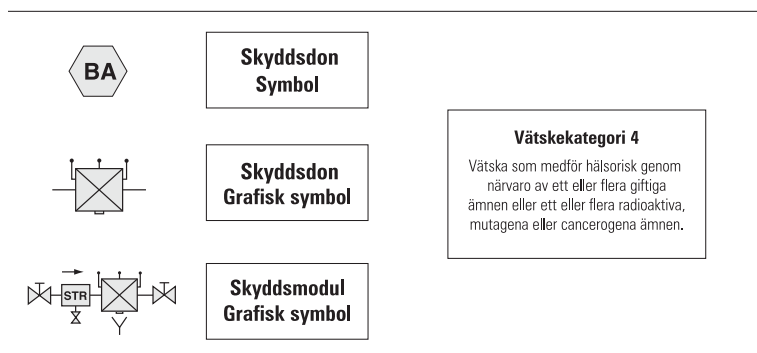 BA
Skyddsdon
Symbol
Skyddsdon
Grafisk symbol
STR
Skyddsmodul
Grafisk symbol
Vätskekategori 4
Vätska som medför hälsorisk genom
närvaro av ett eller flera giftiga
ämnen eller ett eller flera radioaktiva,
mutagena eller cancerogena ämnen.